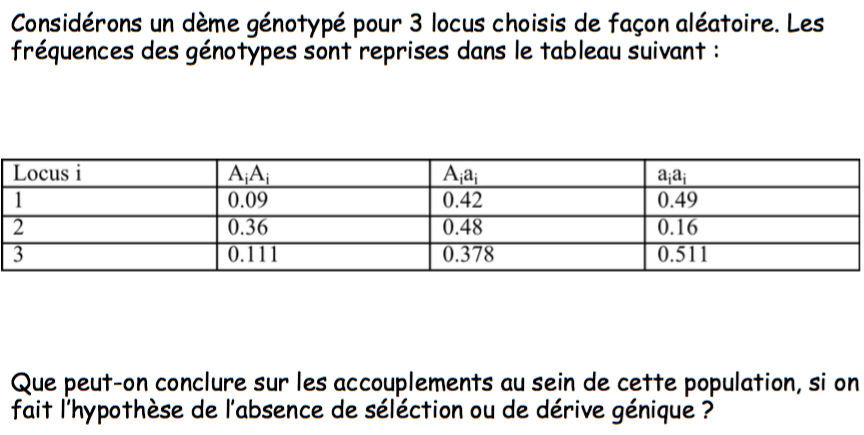 Considérons un dème génotypé pour 3 locus choisis de façon aléatoire. Les
fréquences des génotypes sont reprises dans le tableau suivant :
Locus i AᵢAᵢ Aᵢaᵢ aᵢaᵢ
1 0.09 0.42 0.49
2 0.36 0.48 0.16
3 0.111 0.378 0.511
Que peut-on conclure sur les accouplements au sein de cette population, si on
fait l'hypothèse de l'absence de séléction ou de dérive génique ?